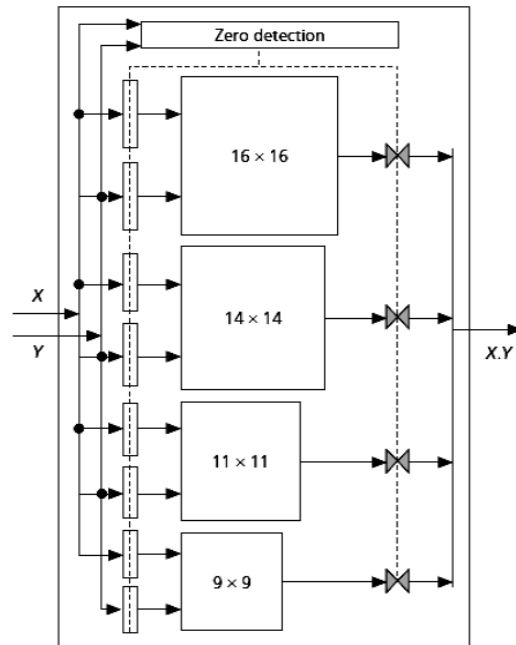 Zero detection
16 × 16
14 × 14
X
Y
X.Y
11 × 11
9 × 9